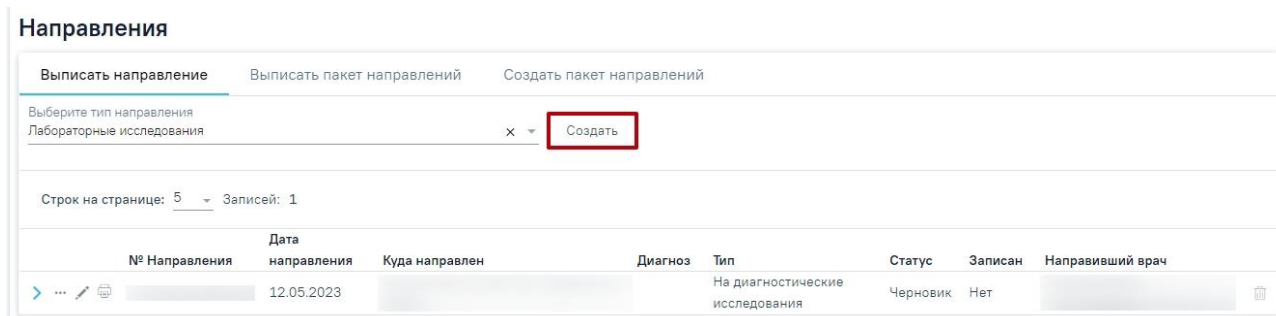 Направления
Выписать направление Выписать пакет направлений Создать пакет направлений
Выберите тип направления
Лабораторные исследования × Создать
Строк на странице: 5 Записей: 1
№ Направления Дата направления Куда направлен Диагноз Тип Статус Записан Направивший врач
12.05.2023 На диагностические исследования Черновик Нет